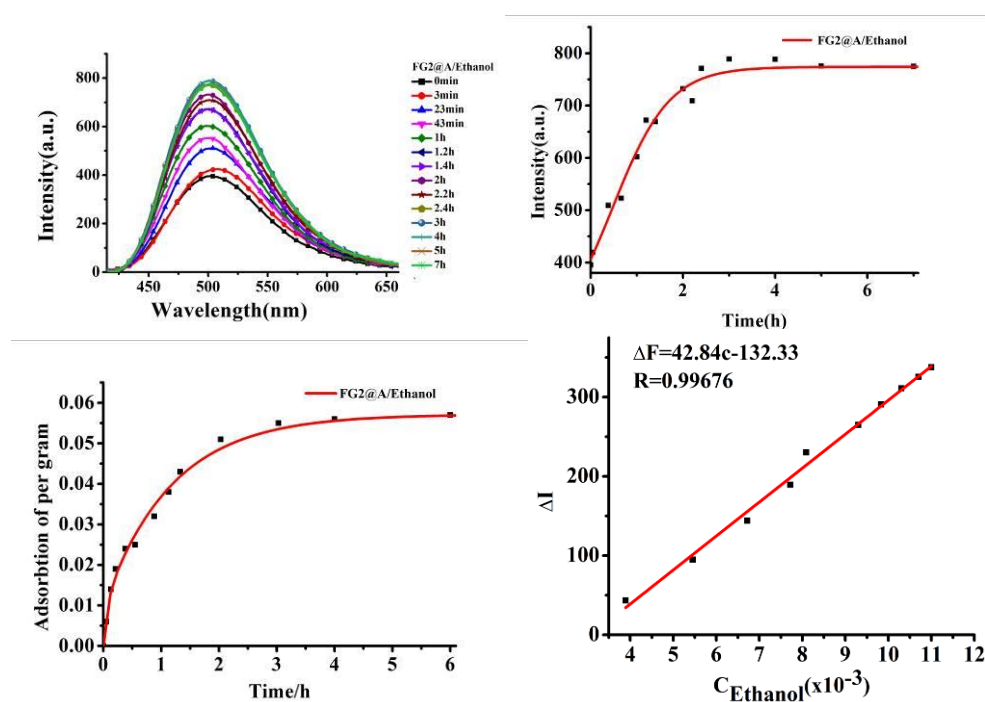 FG2@A/Ethanol
0min
3min
23min
43min
1h
1.2h
1.4h
2h
2.2h
2.4h
3h
4h
5h
7h
Intensity(a.u.)
800
600
400
200
0
450 500 550 600 650
Wavelength(nm)
FG2@A/Ethanol
Intensity(a.u.)
800
700
600
500
400
0 2 4 6
Time(h)
FG2@A/Ethanol
Adsorbtion of per gram
0.06
0.05
0.04
0.03
0.02
0.01
0.00
0 1 2 3 4 5 6
Time/h
ΔF=42.84c-132.33
R=0.99676
ΔI
300
200
100
0
4 5 6 7 8 9 10 11 12
C_Ethanol(x10^-3)